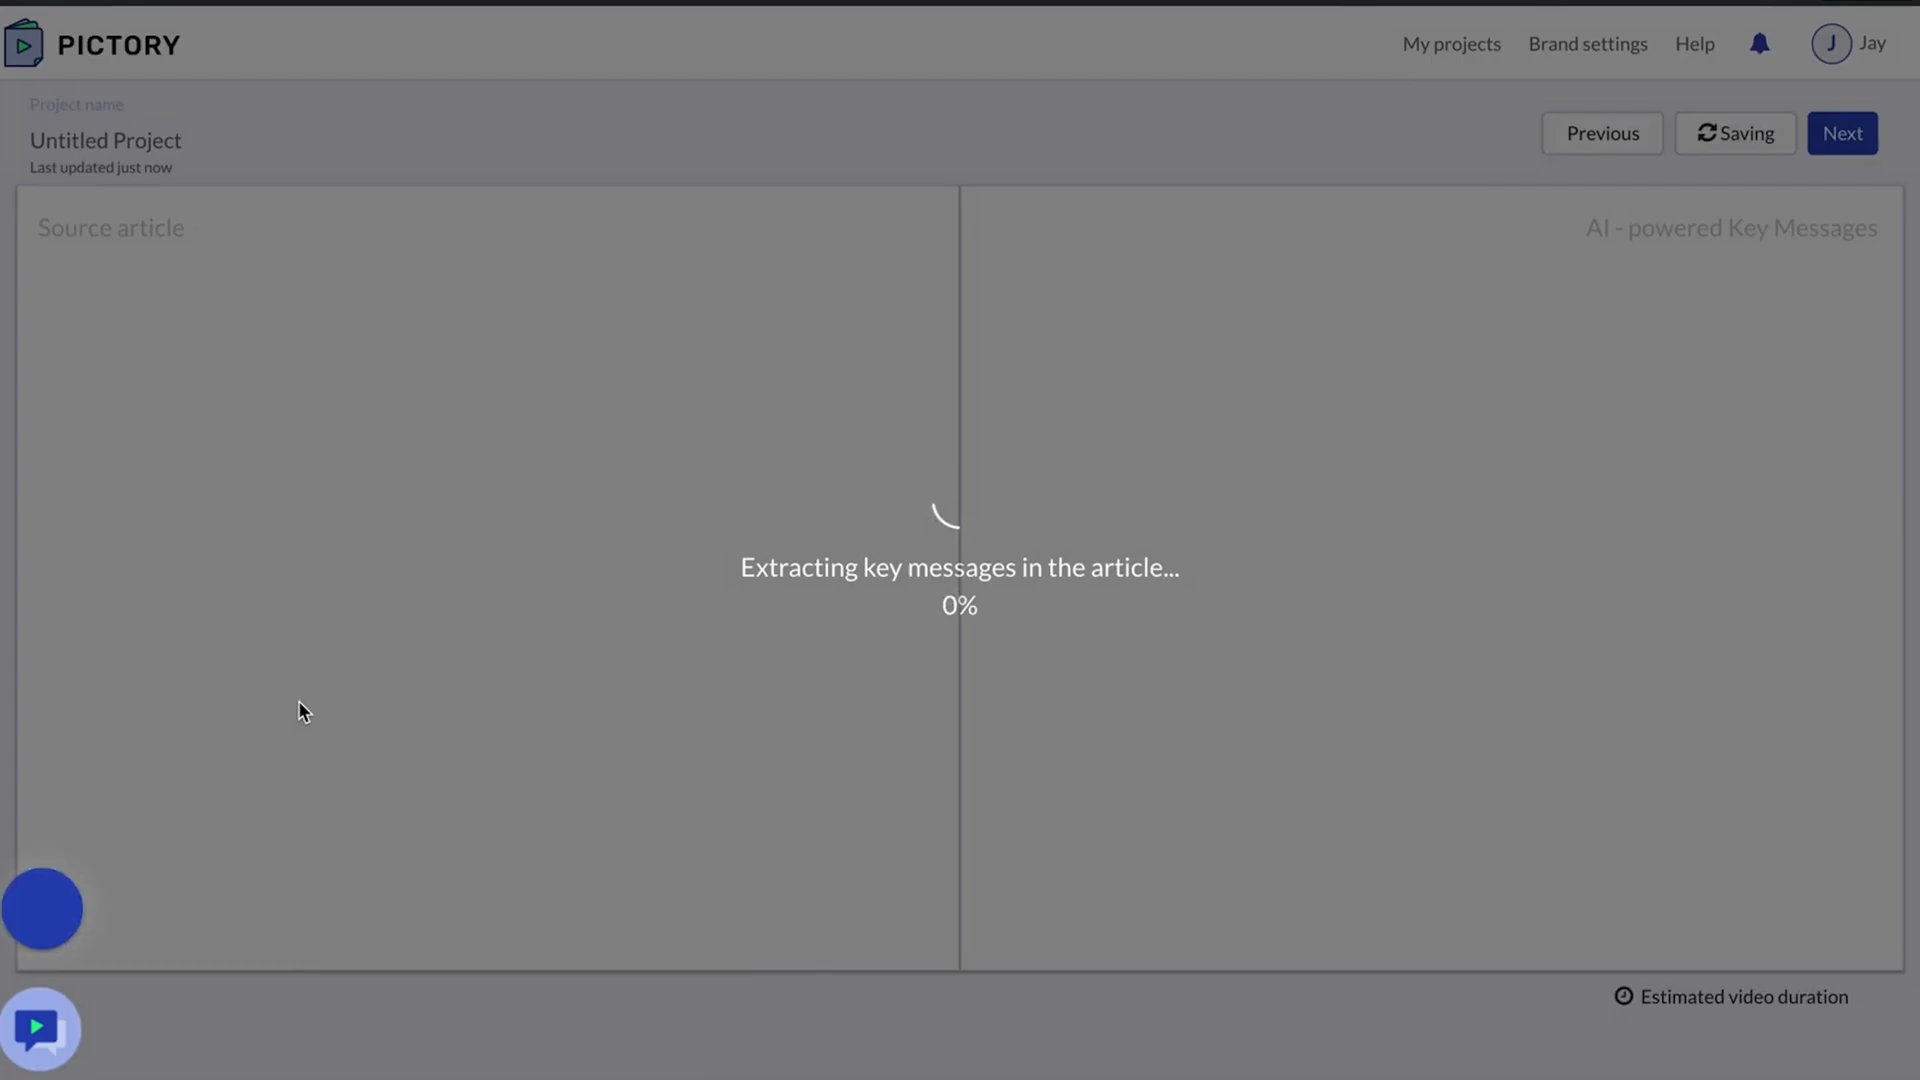 PICTORY
My projects
Brand settings
Help
J
Jay
Project name
Untitled Project
Last updated just now
Previous
Saving
Next
Source article
AI - powered Key Messages
Extracting key messages in the article...
0%
Estimated video duration